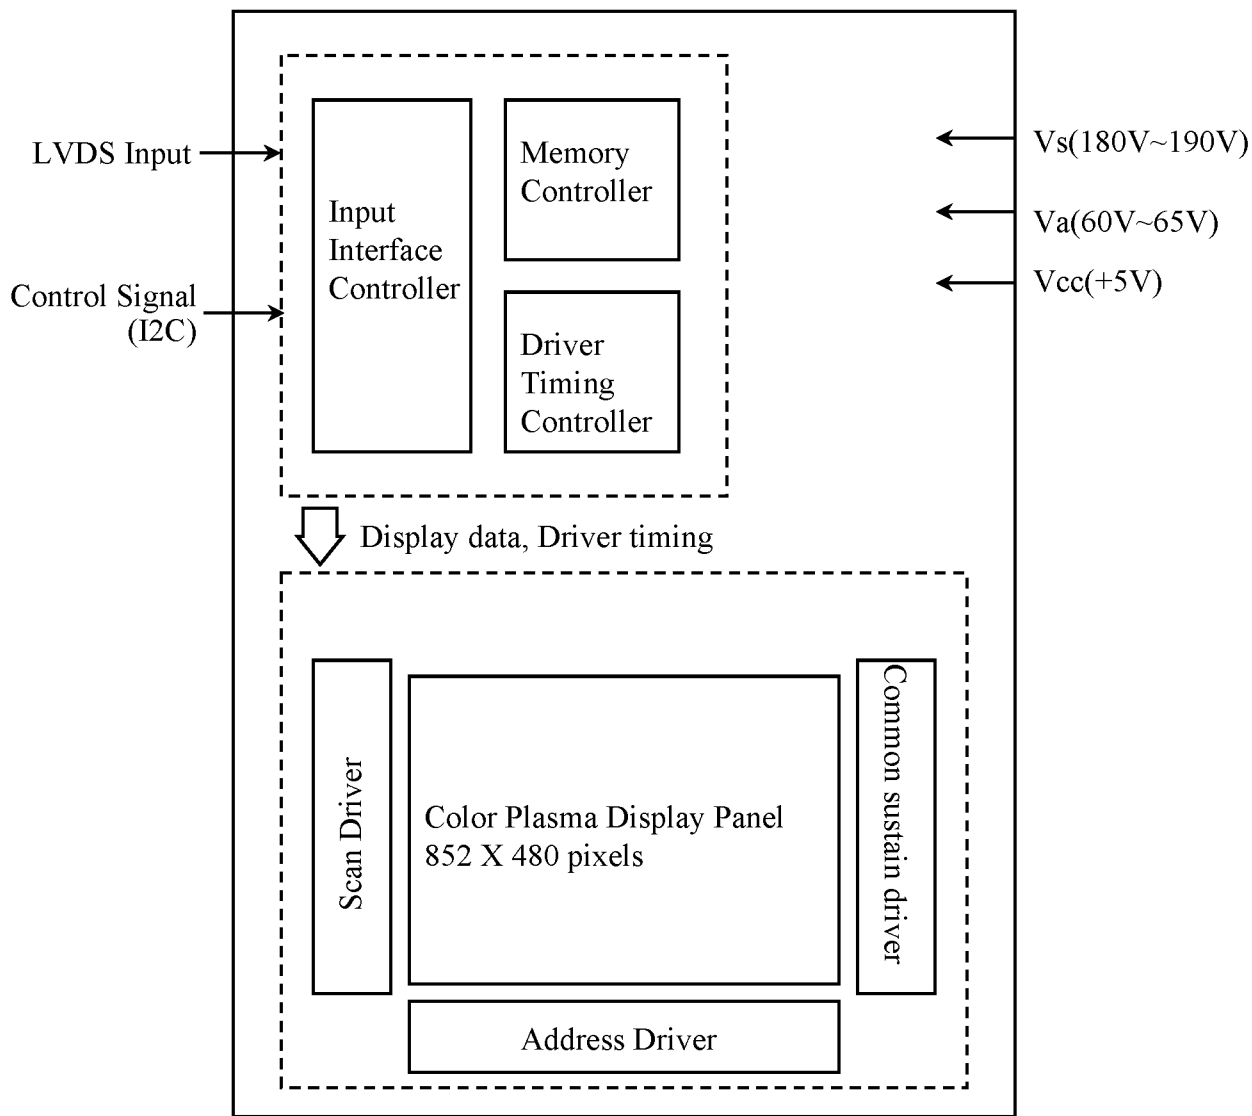 LVDS Input
Control Signal
(I2C)
Input
Interface
Controller
Memory
Controller
Driver
Timing
Controller
Vs(180V~190V)
Va(60V~65V)
Vcc(+5V)
Display data, Driver timing
Scan Driver
Color Plasma Display Panel
852 X 480 pixels
Common sustain driver
Address Driver